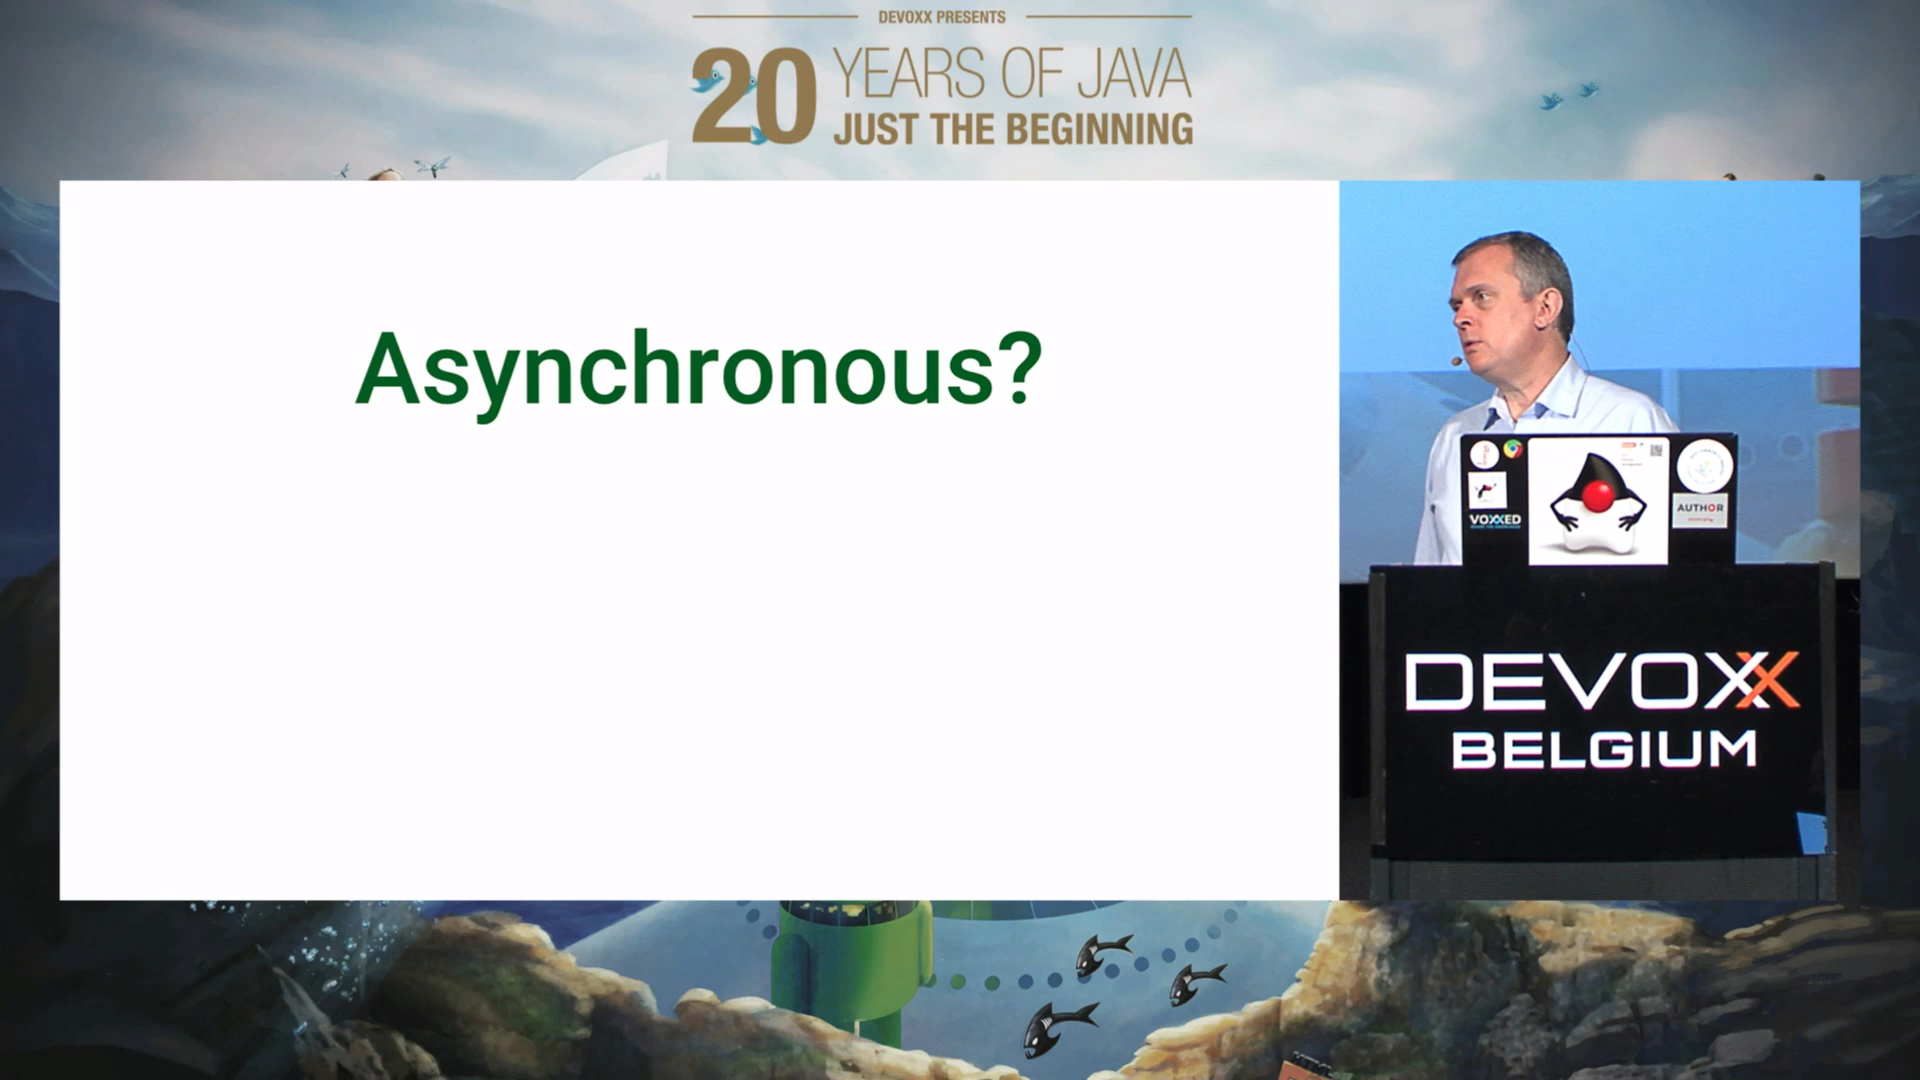 DEVOXX PRESENTS
20 YEARS OF JAVA
JUST THE BEGINNING
Asynchronous?
VOXXED
AUTHOR
DEVOXX
BELGIUM